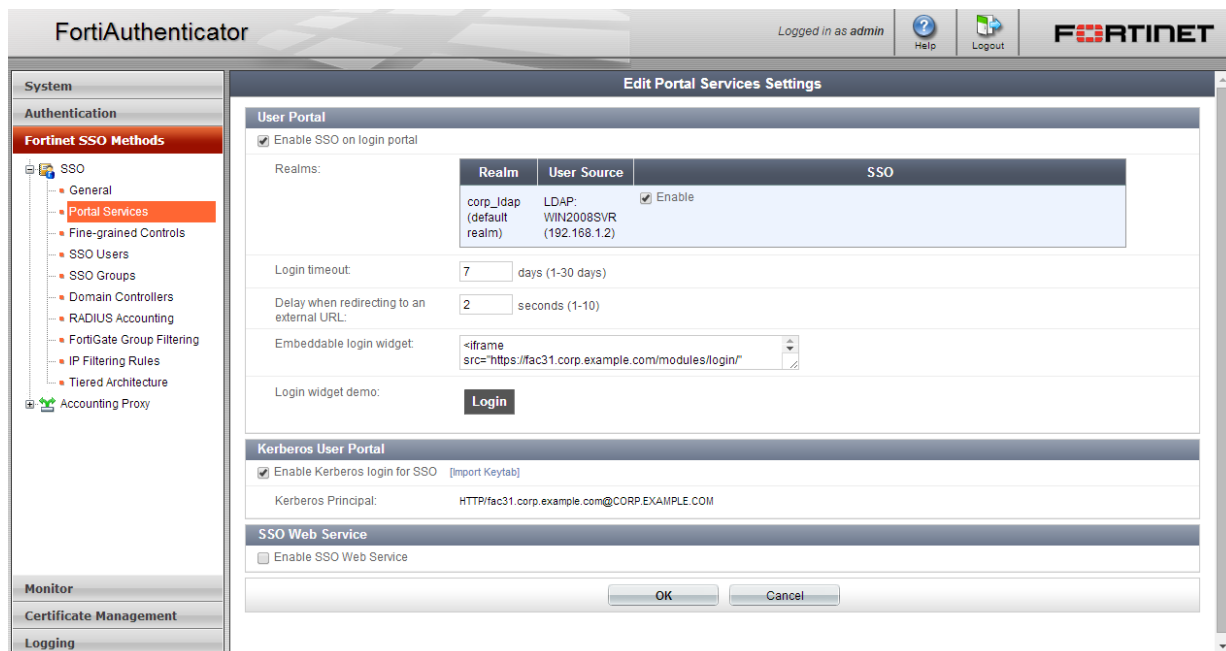 FortiAuthenticator
Logged in as admin
Help
Logout
FORTINET
System
Authentication
Fortinet SSO Methods
SSO
General
Portal Services
Fine-grained Controls
SSO Users
SSO Groups
Domain Controllers
RADIUS Accounting
FortiGate Group Filtering
IP Filtering Rules
Tiered Architecture
Accounting Proxy
Monitor
Certificate Management
Logging
Edit Portal Services Settings
User Portal
Enable SSO on login portal
Realms:
Realm User Source SSO
corp_ldap (default realm) LDAP: WIN2008SVR (192.168.1.2) Enable
Login timeout: 7 days (1-30 days)
Delay when redirecting to an external URL: 2 seconds (1-10)
Embeddable login widget: <iframe
src="https://fac31.corp.example.com/modules/login/"
Login widget demo: Login
Kerberos User Portal
Enable Kerberos login for SSO [Import Keytab]
Kerberos Principal: HTTP/fac31.corp.example.com@CORP.EXAMPLE.COM
SSO Web Service
Enable SSO Web Service
OK Cancel